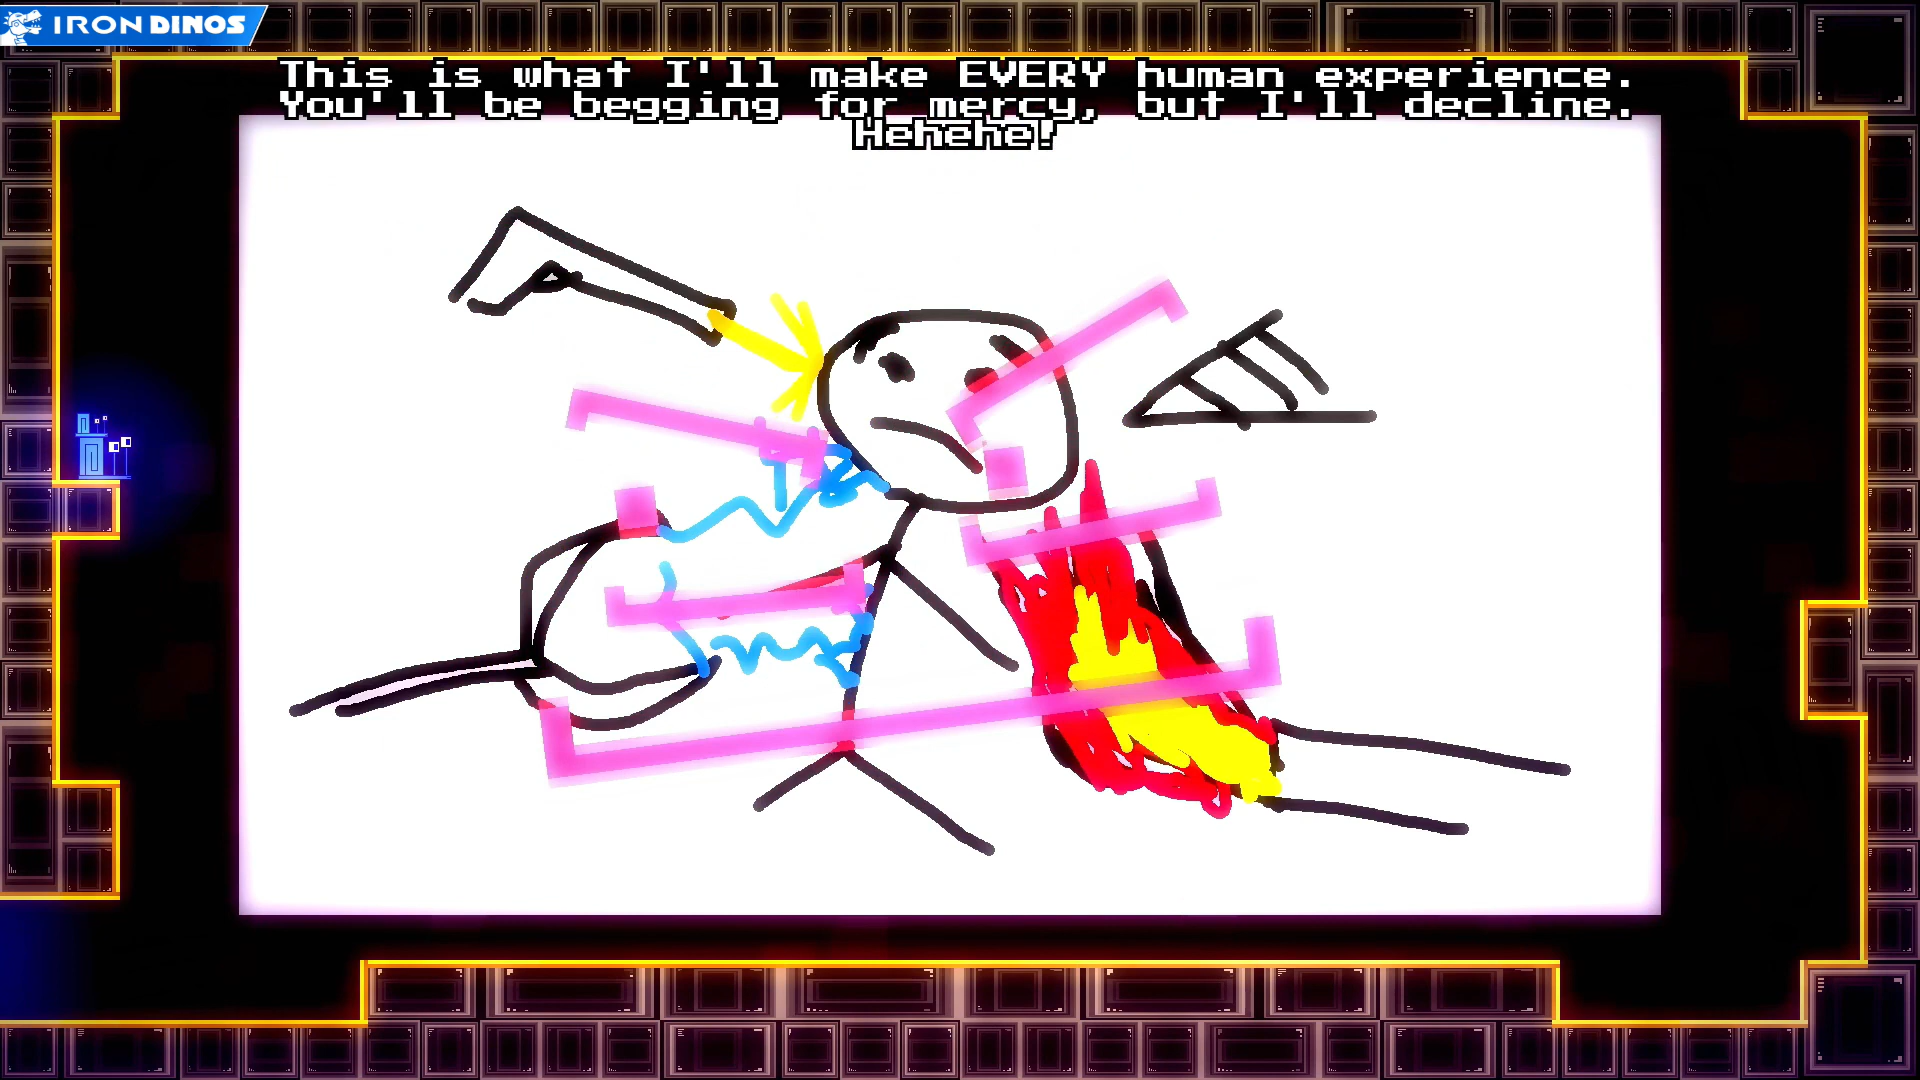 IRON DINOS
This is what I'll make EVERY human experience.
You'll be begging for mercy, but I'll decline.
Hehehe!